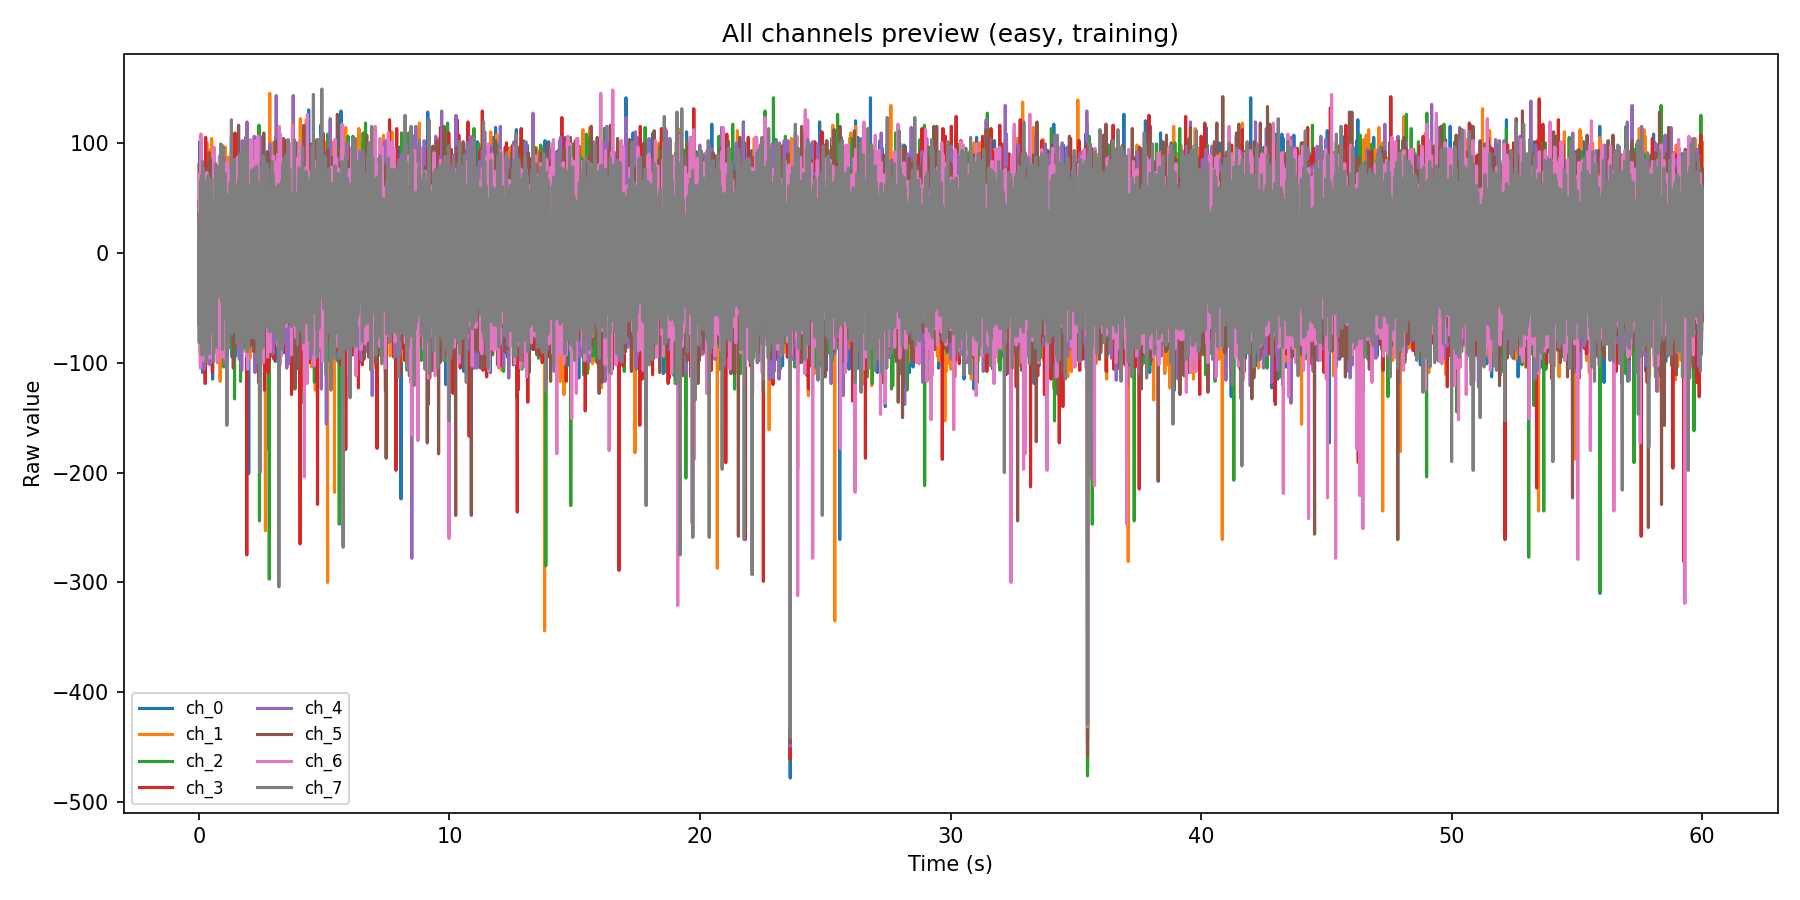 All channels preview (easy, training)
Raw value
100
0
−100
−200
−300
−400
−500
ch_0
ch_1
ch_2
ch_3
ch_4
ch_5
ch_6
ch_7
0 10 20 30 40 50 60
Time (s)